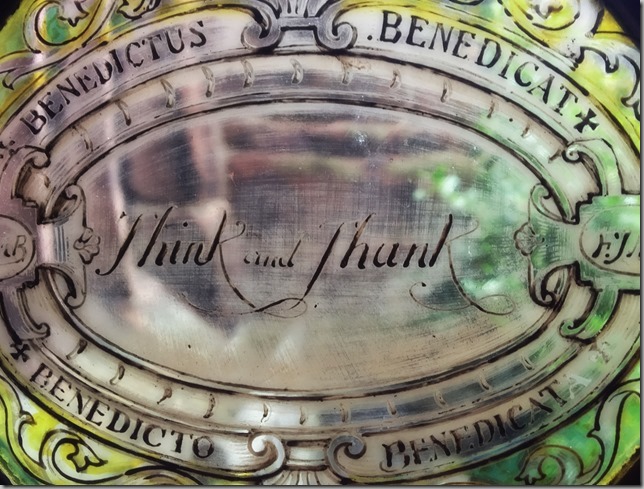 BENEDICTUS
.BENEDICAT
Think and Thank
BENEDICTO
BENEDICATA